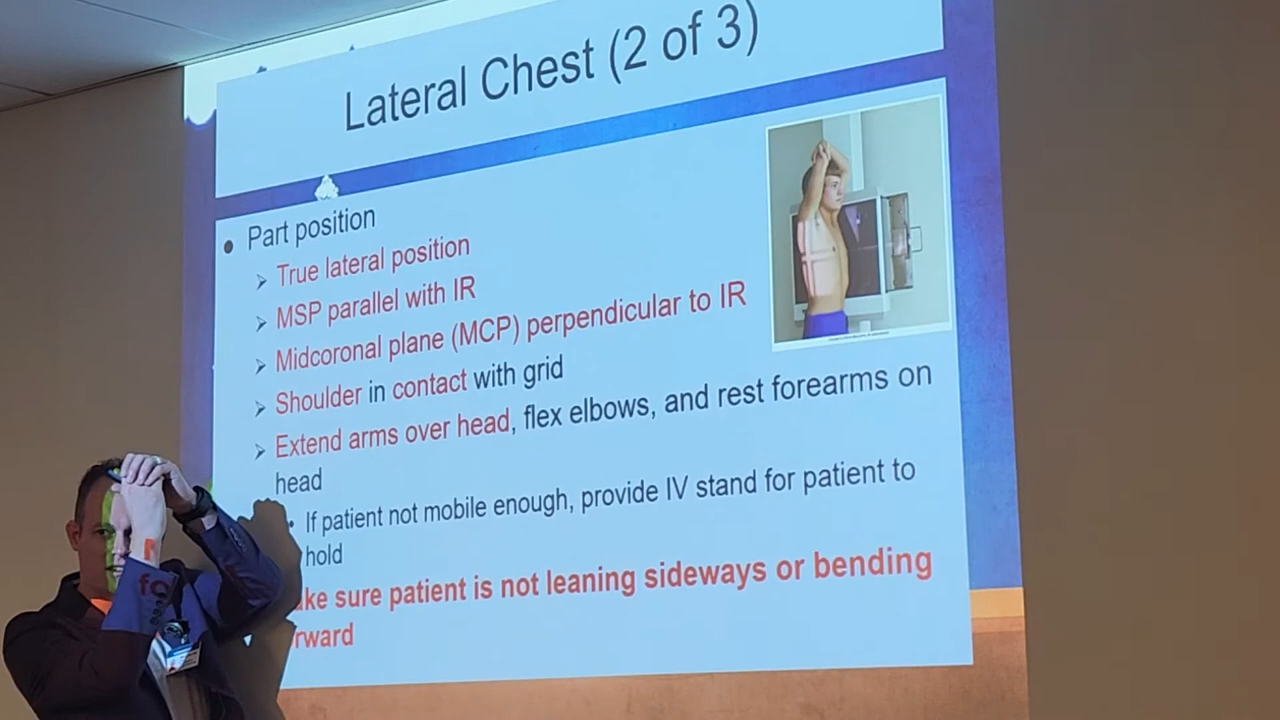 Lateral Chest (2 of 3)
• Part position
➢ True lateral position
➢ MSP parallel with IR
➢ Midcoronal plane (MCP) perpendicular to IR
➢ Shoulder in contact with grid
➢ Extend arms over head, flex elbows, and rest forearms on
head
• If patient not mobile enough, provide IV stand for patient to
hold
ke sure patient is not leaning sideways or bending
rward
fo